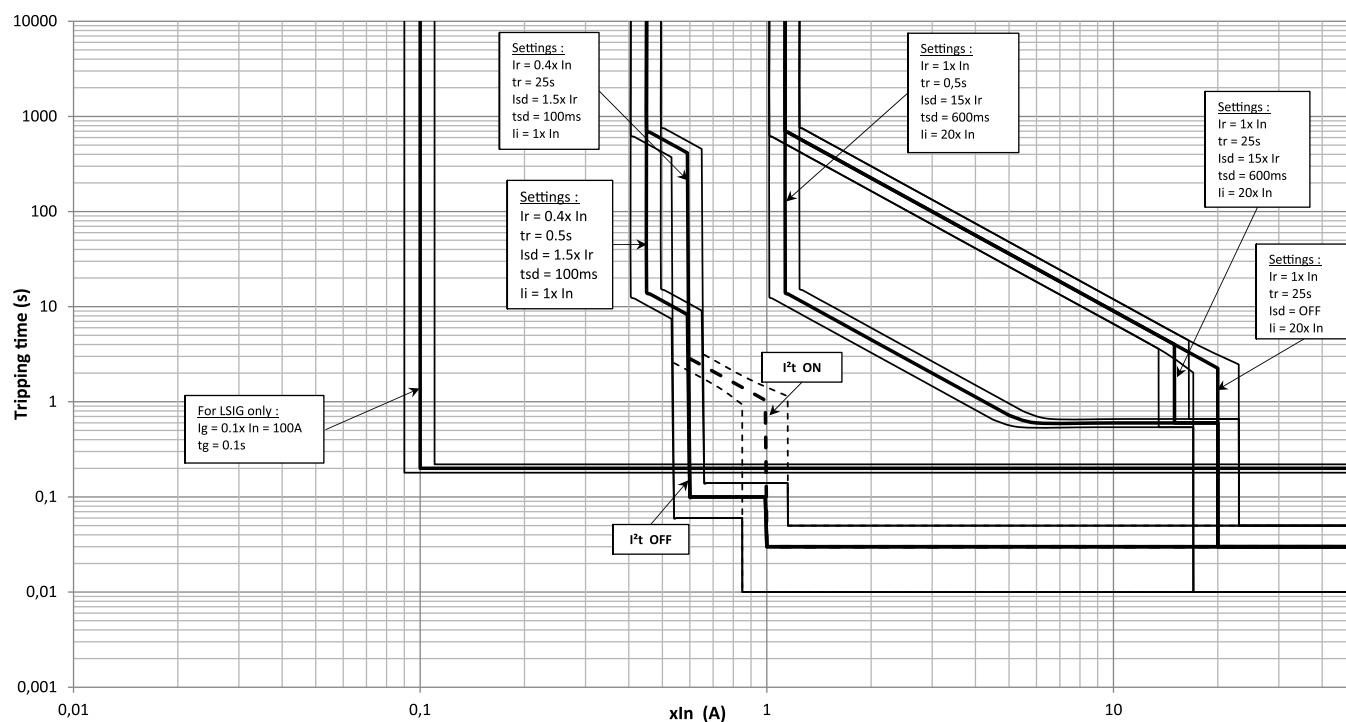 10000
1000
100
10
1
0,1
0,01
0,001
Tripping time (s)
0,01
0,1
1
10
xIn (A)
Settings :
Ir = 0.4x In
tr = 25s
Isd = 1.5x Ir
tsd = 100ms
Ii = 1x In
Settings :
Ir = 0.4x In
tr = 0.5s
Isd = 1.5x Ir
tsd = 100ms
Ii = 1x In
Settings :
Ir = 1x In
tr = 0,5s
Isd = 15x Ir
tsd = 600ms
Ii = 20x In
Settings :
Ir = 1x In
tr = 25s
Isd = 15x Ir
tsd = 600ms
Ii = 20x In
Settings :
Ir = 1x In
tr = 25s
Isd = OFF
Ii = 20x In
For LSIG only :
Ig = 0.1x In = 100A
tg = 0.1s
I²t ON
I²t OFF